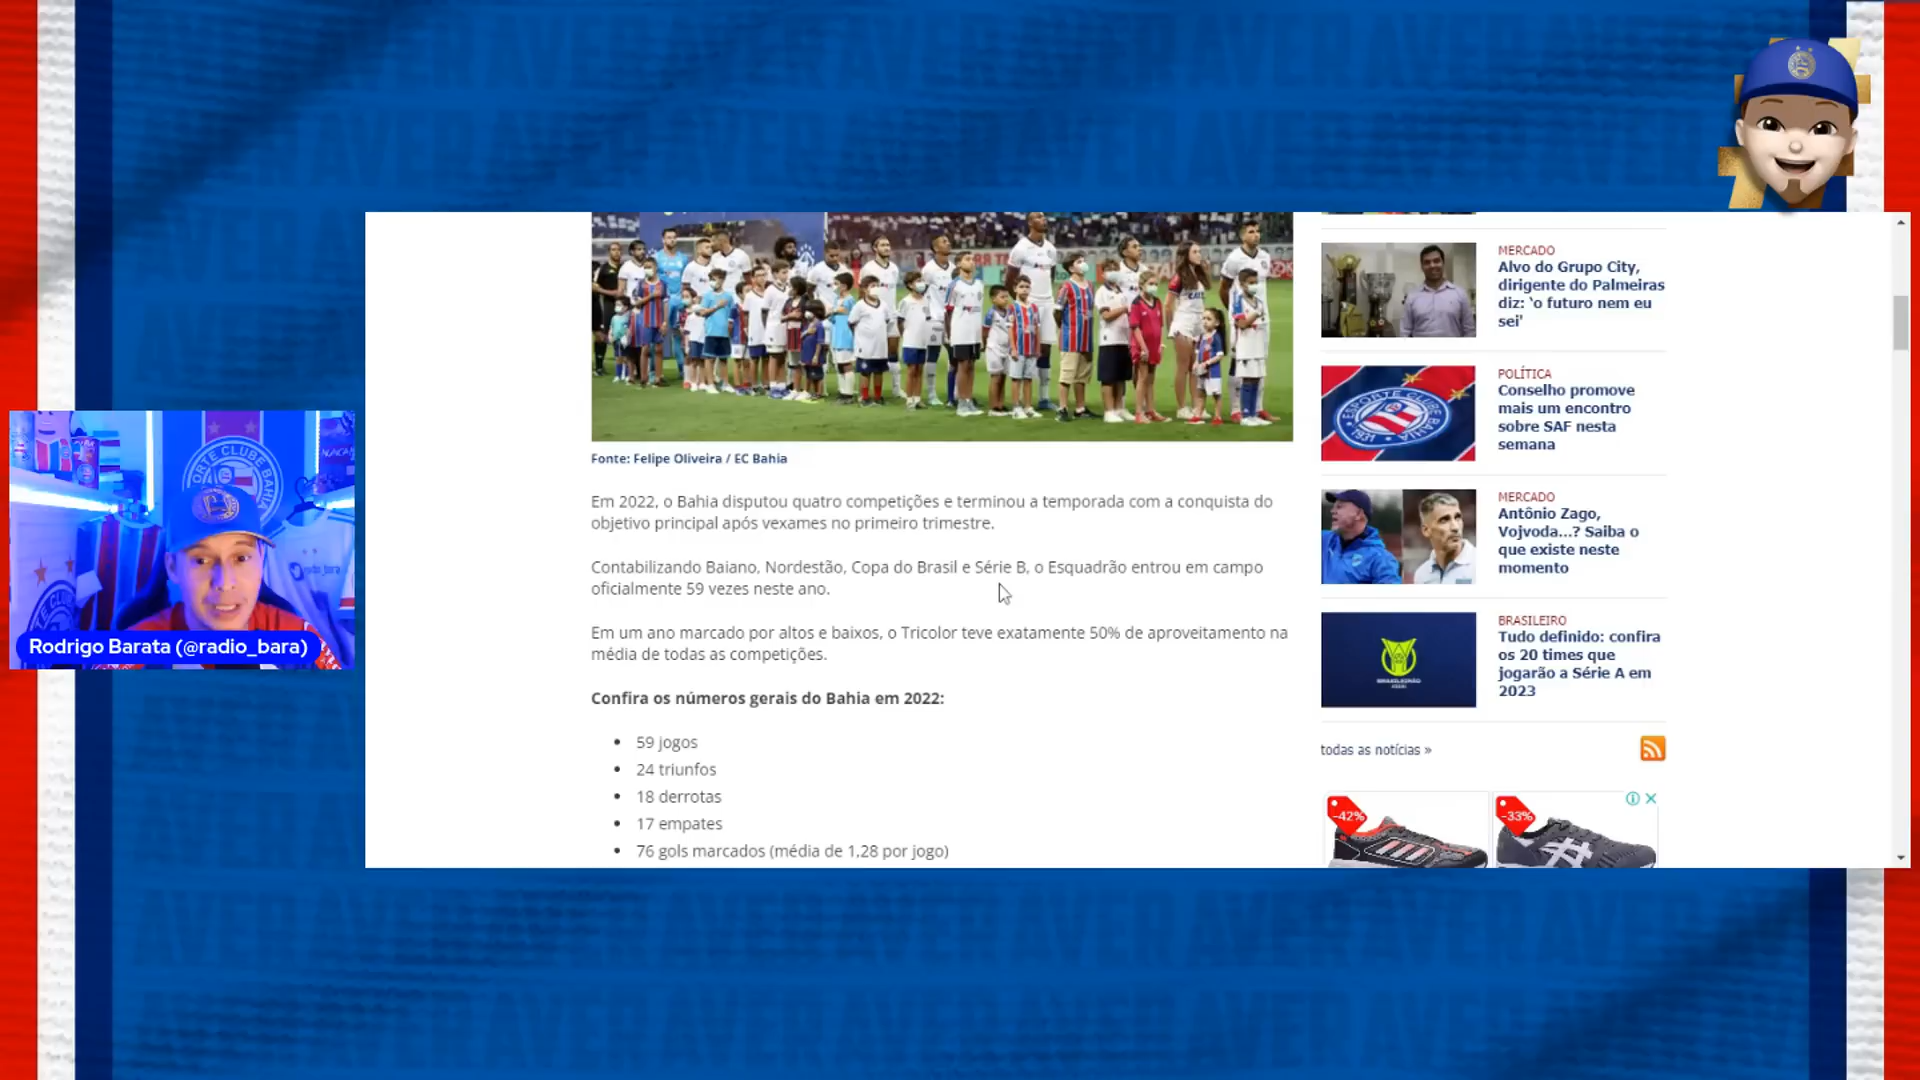 Fonte: Felipe Oliveira / EC Bahia
Em 2022, o Bahia disputou quatro competições e terminou a temporada com a conquista do
objetivo principal após vexames no primeiro trimestre.
Contabilizando Baiano, Nordestão, Copa do Brasil e Série B, o Esquadrão entrou em campo
oficialmente 59 vezes neste ano.
Em um ano marcado por altos e baixos, o Tricolor teve exatamente 50% de aproveitamento na
média de todas as competições.
Confira os números gerais do Bahia em 2022:
59 jogos
24 triunfos
18 derrotas
17 empates
76 gols marcados (média de 1,28 por jogo)
MERCADO
Alvo do Grupo City,
dirigente do Palmeiras
diz: ‘o futuro nem eu
sei'
POLÍTICA
Conselho promove
mais um encontro
sobre SAF nesta
semana
ESPORTE CLUBE BAHIA
1931
MERCADO
Antônio Zago,
Vojvoda...? Saiba o
que existe neste
momento
BRASILEIRO
Tudo definido: confira
os 20 times que
jogarão a Série A em
2023
todas as notícias »
-42%
-33%
ORTE CLUBE BAHIA
Rodrigo Barata (@radio_bara)